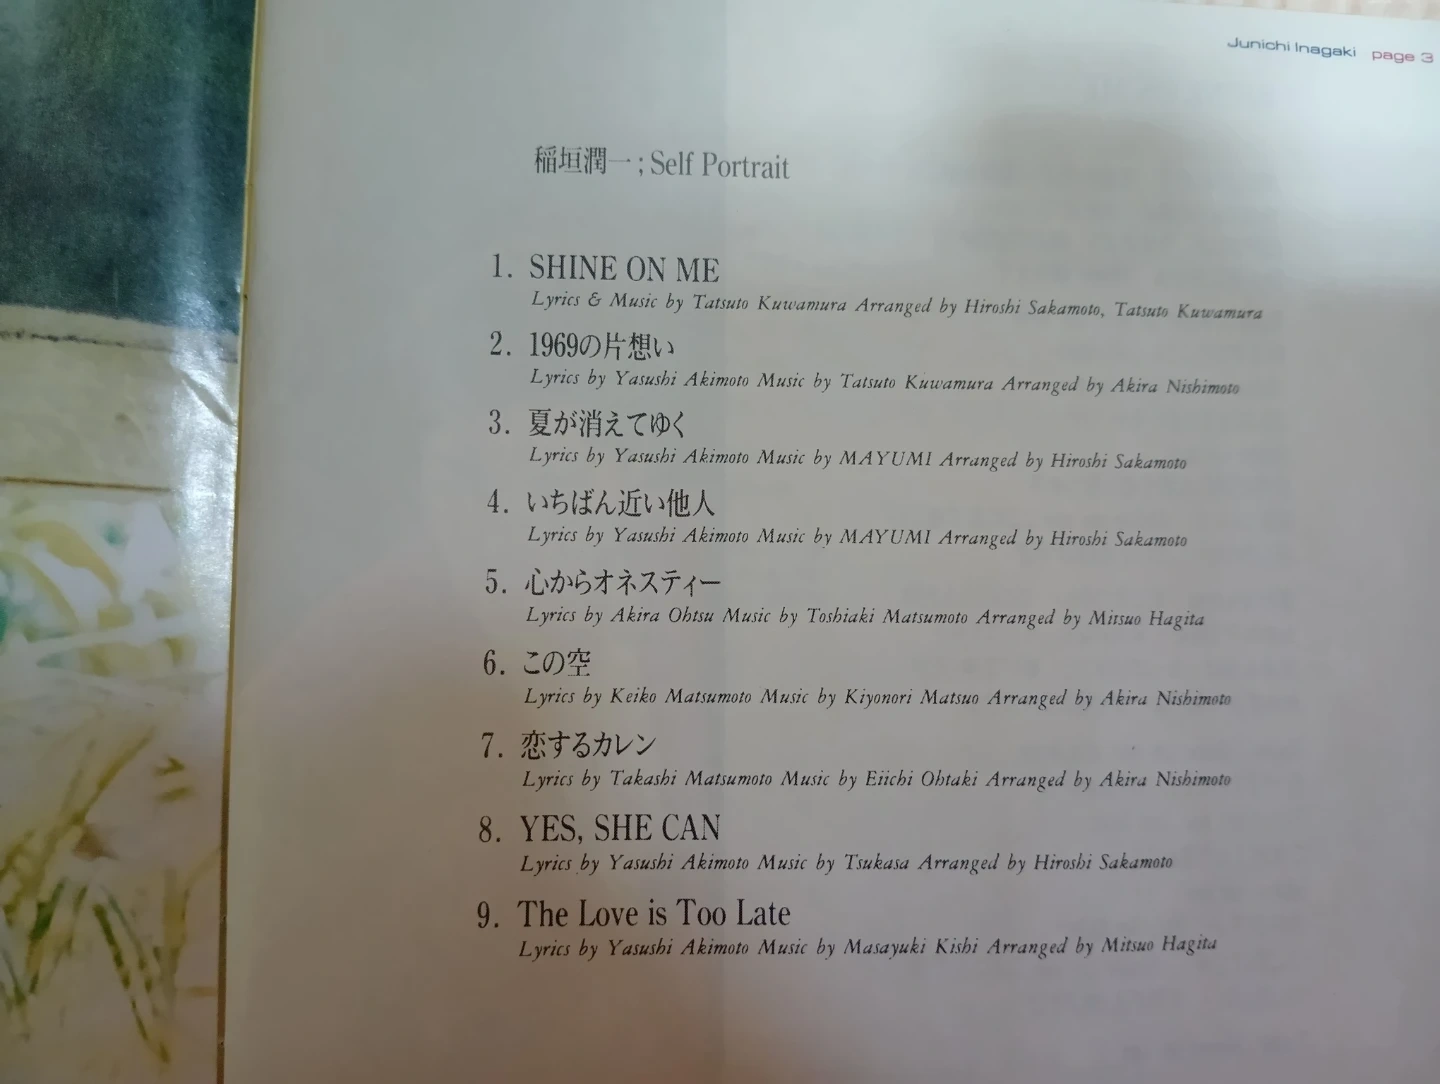 Junichi Inagaki page 3
稲垣潤一 ; Self Portrait
1. SHINE ON ME
Lyrics & Music by Tatsuto Kuwamura Arranged by Hiroshi Sakamoto, Tatsuto Kuwamura
2. 1969の片想い
Lyrics by Yasushi Akimoto Music by Tatsuto Kuwamura Arranged by Akira Nishimoto
3. 夏が消えてゆく
Lyrics by Yasushi Akimoto Music by MAYUMI Arranged by Hiroshi Sakamoto
4. いちばん近い他人
Lyrics by Yasushi Akimoto Music by MAYUMI Arranged by Hiroshi Sakamoto
5. 心からオネスティー
Lyrics by Akira Ohtsu Music by Toshiaki Matsumoto Arranged by Mitsuo Hagita
6. この空
Lyrics by Keiko Matsumoto Music by Kiyonori Matsuo Arranged by Akira Nishimoto
7. 恋するカレン
Lyrics by Takashi Matsumoto Music by Eiichi Ohtaki Arranged by Akira Nishimoto
8. YES, SHE CAN
Lyrics by Yasushi Akimoto Music by Tsukasa Arranged by Hiroshi Sakamoto
9. The Love is Too Late
Lyrics by Yasushi Akimoto Music by Masayuki Kishi Arranged by Mitsuo Hagita